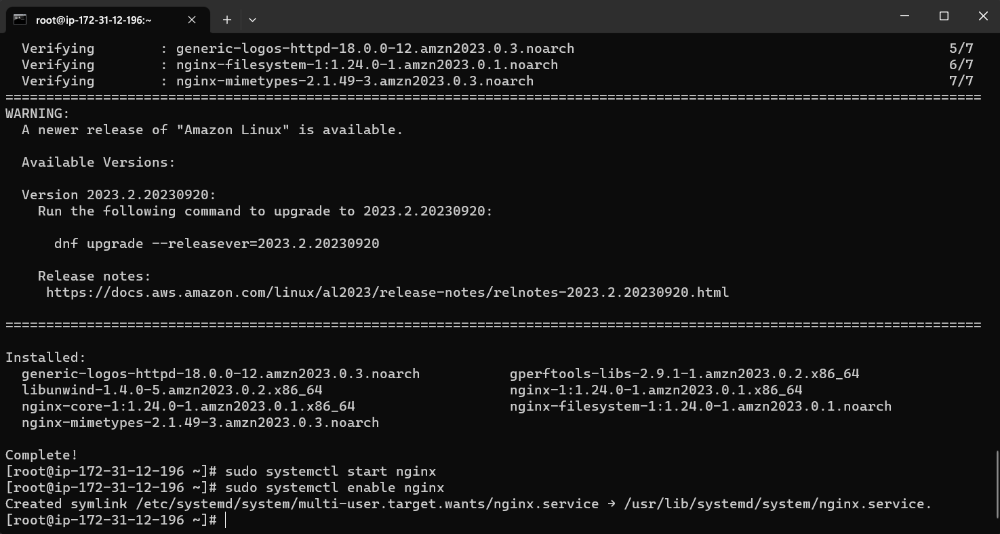 root@ip-172-31-12-196:~
Verifying : generic-logos-httpd-18.0.0-12.amzn2023.0.3.noarch 5/7
Verifying : nginx-filesystem-1:1.24.0-1.amzn2023.0.1.noarch 6/7
Verifying : nginx-mimetypes-2.1.49-3.amzn2023.0.3.noarch 7/7
========================================================================================================================
WARNING:
A newer release of "Amazon Linux" is available.
Available Versions:
Version 2023.2.20230920:
Run the following command to upgrade to 2023.2.20230920:
dnf upgrade --releasever=2023.2.20230920
Release notes:
https://docs.aws.amazon.com/linux/al2023/release-notes/relnotes-2023.2.20230920.html
========================================================================================================================
Installed:
generic-logos-httpd-18.0.0-12.amzn2023.0.3.noarch gperftools-libs-2.9.1-1.amzn2023.0.2.x86_64
libunwind-1.4.0-5.amzn2023.0.2.x86_64 nginx-1:1.24.0-1.amzn2023.0.1.x86_64
nginx-core-1:1.24.0-1.amzn2023.0.1.x86_64 nginx-filesystem-1:1.24.0-1.amzn2023.0.1.noarch
nginx-mimetypes-2.1.49-3.amzn2023.0.3.noarch
Complete!
[root@ip-172-31-12-196 ~]# sudo systemctl start nginx
[root@ip-172-31-12-196 ~]# sudo systemctl enable nginx
Created symlink /etc/systemd/system/multi-user.target.wants/nginx.service → /usr/lib/systemd/system/nginx.service.
[root@ip-172-31-12-196 ~]#